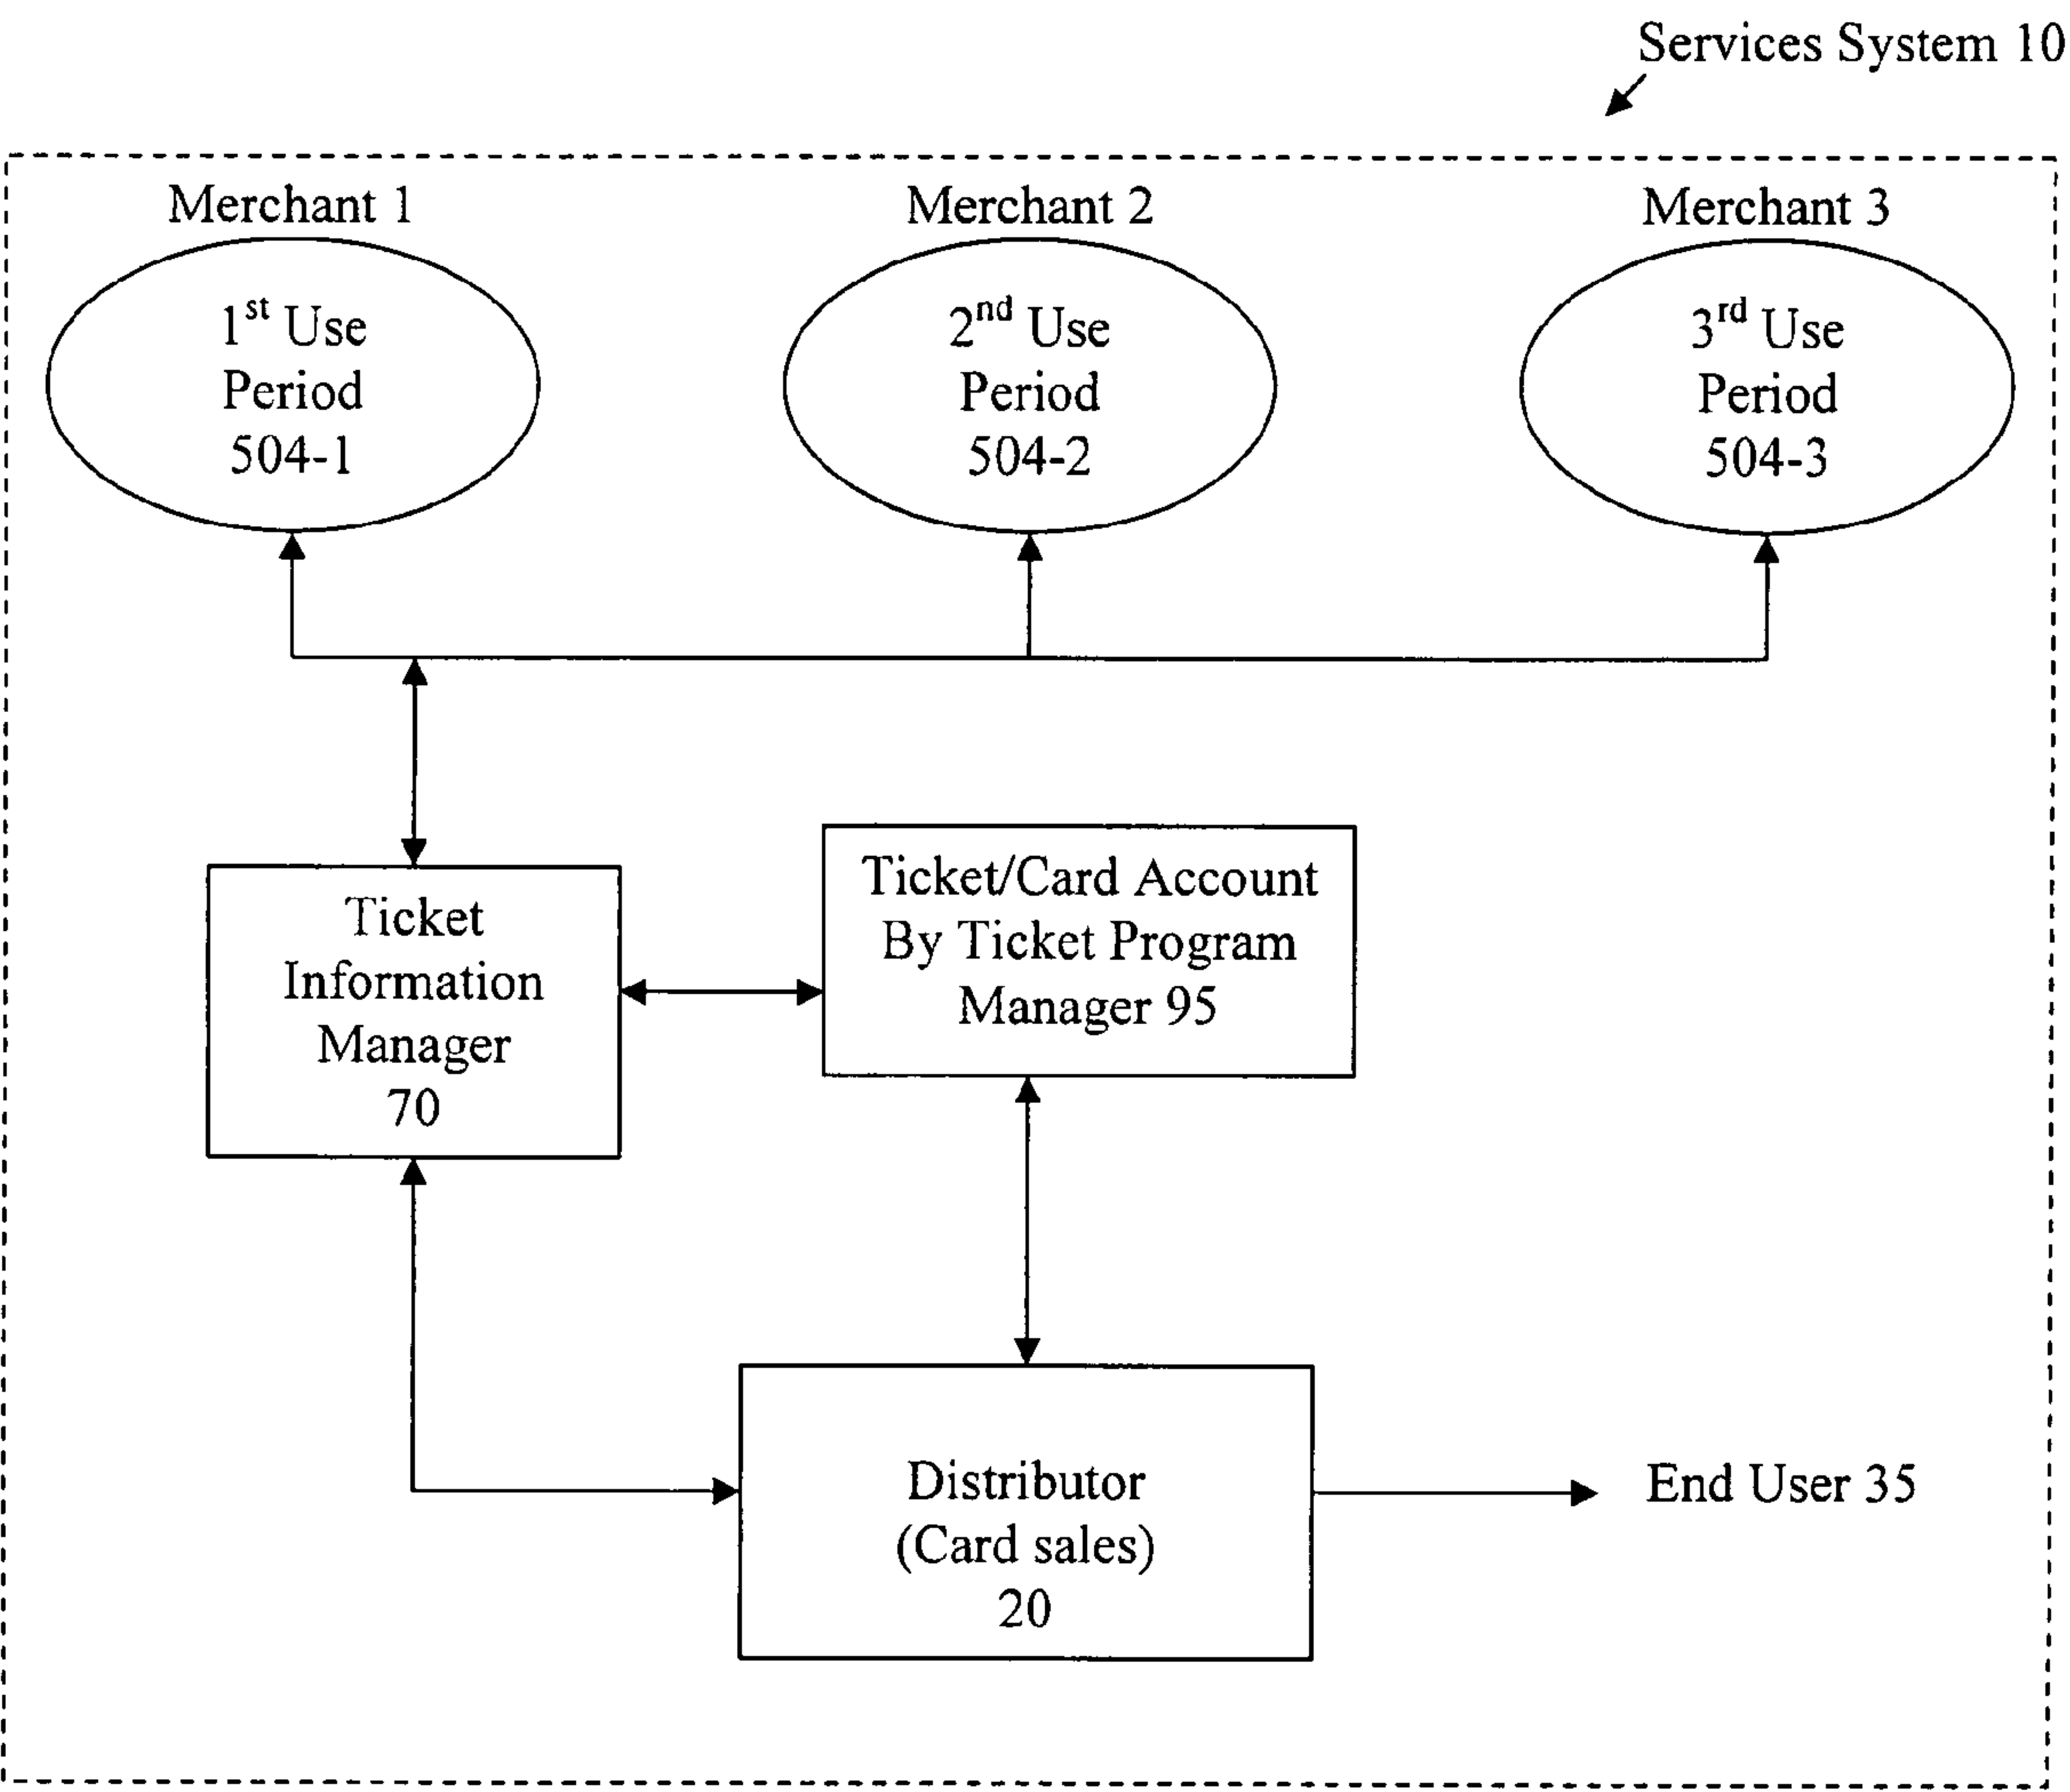 Services System 10
Merchant 1
Merchant 2
Merchant 3
1st Use
Period
504-1
2nd Use
Period
504-2
3rd Use
Period
504-3
Ticket
Information
Manager
70
Ticket/Card Account
By Ticket Program
Manager 95
Distributor
(Card sales)
20
End User 35